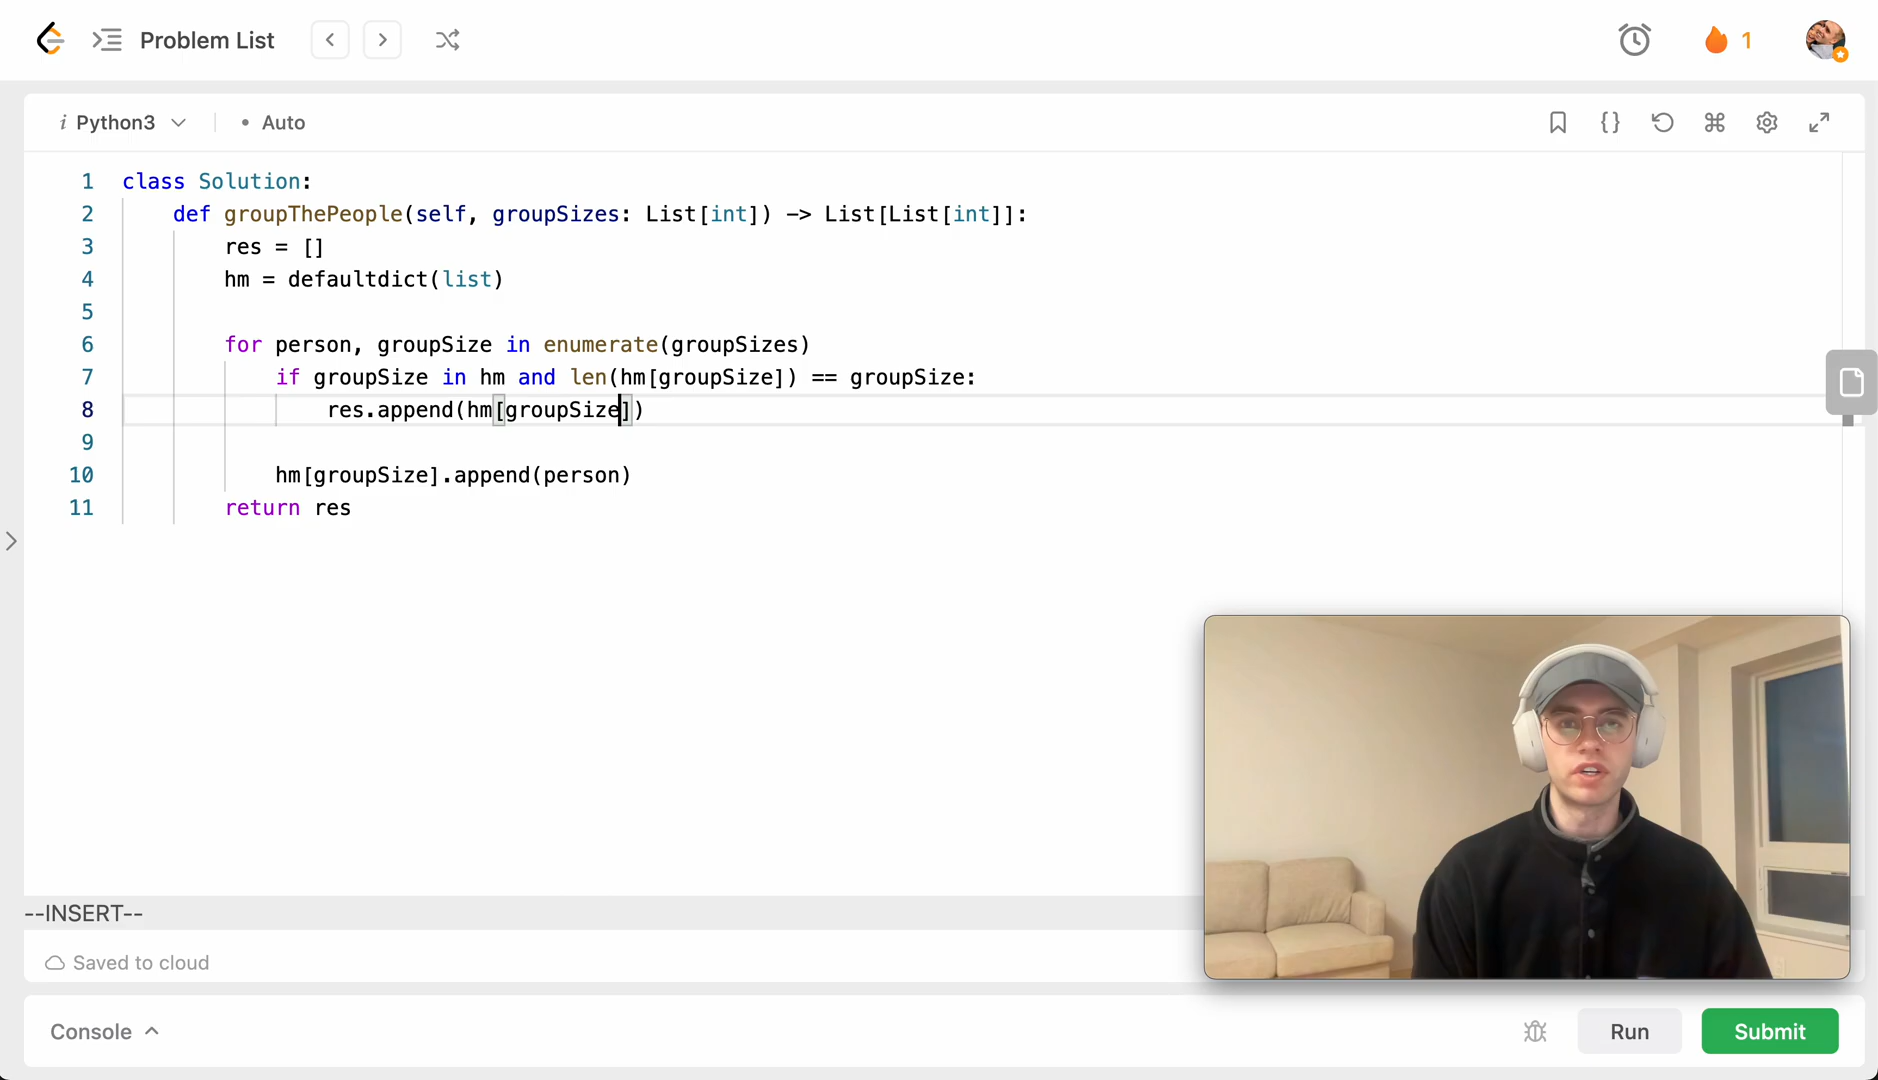 Problem List
1
i Python3
• Auto
1 class Solution:
2 def groupThePeople(self, groupSizes: List[int]) -> List[List[int]]:
3 res = []
4 hm = defaultdict(list)
5
6 for person, groupSize in enumerate(groupSizes)
7 if groupSize in hm and len(hm[groupSize]) == groupSize:
8 res.append(hm[groupSize])
9
10 hm[groupSize].append(person)
11 return res
--INSERT--
Saved to cloud
Console
Run
Submit